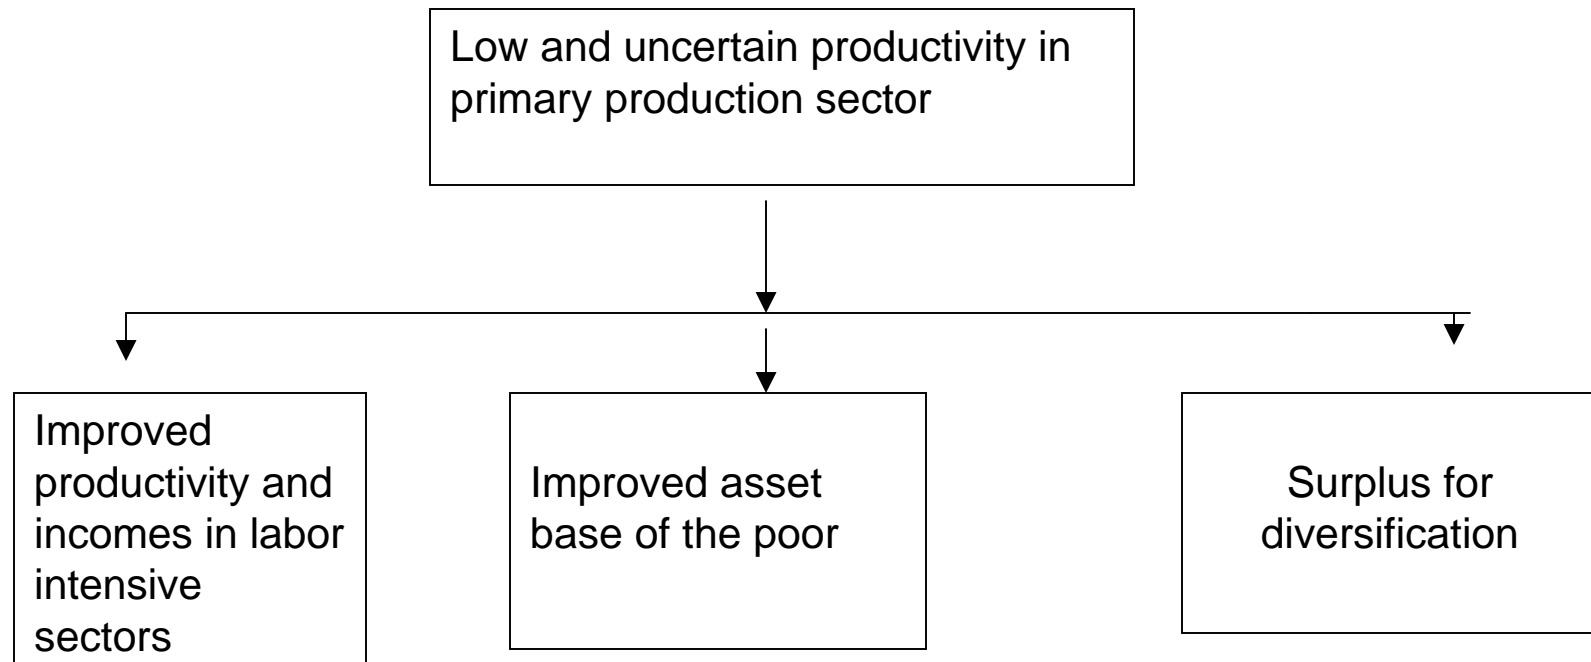 Low and uncertain productivity in
primary production sector
Improved
productivity and
incomes in labor
intensive
sectors
Improved asset
base of the poor
Surplus for
diversification